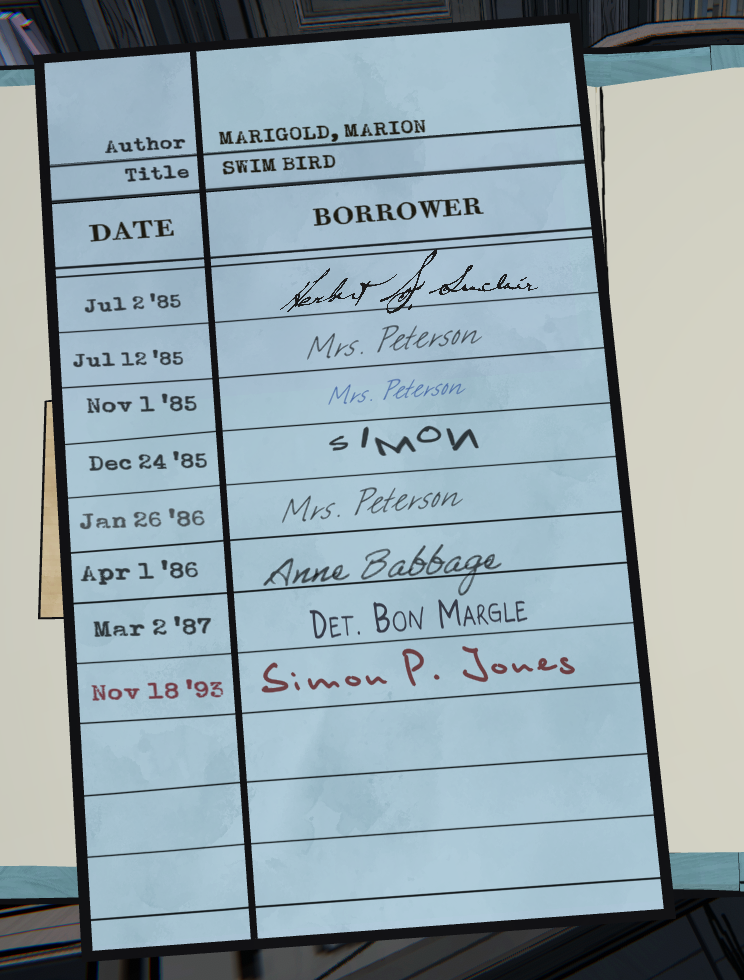 Author MARIGOLD, MARION
Title SWIM BIRD
DATE BORROWER
Jul 2 '85 Herbert J. Sinclair
Jul 12 '85 Mrs. Peterson
Nov 1 '85 Mrs. Peterson
Dec 24 '85 SIMON
Jan 26 '86 Mrs. Peterson
Apr 1 '86 Anne Babbage
Mar 2 '87 DET. BON MARGLE
Nov 18 '93 Simon P. Jones